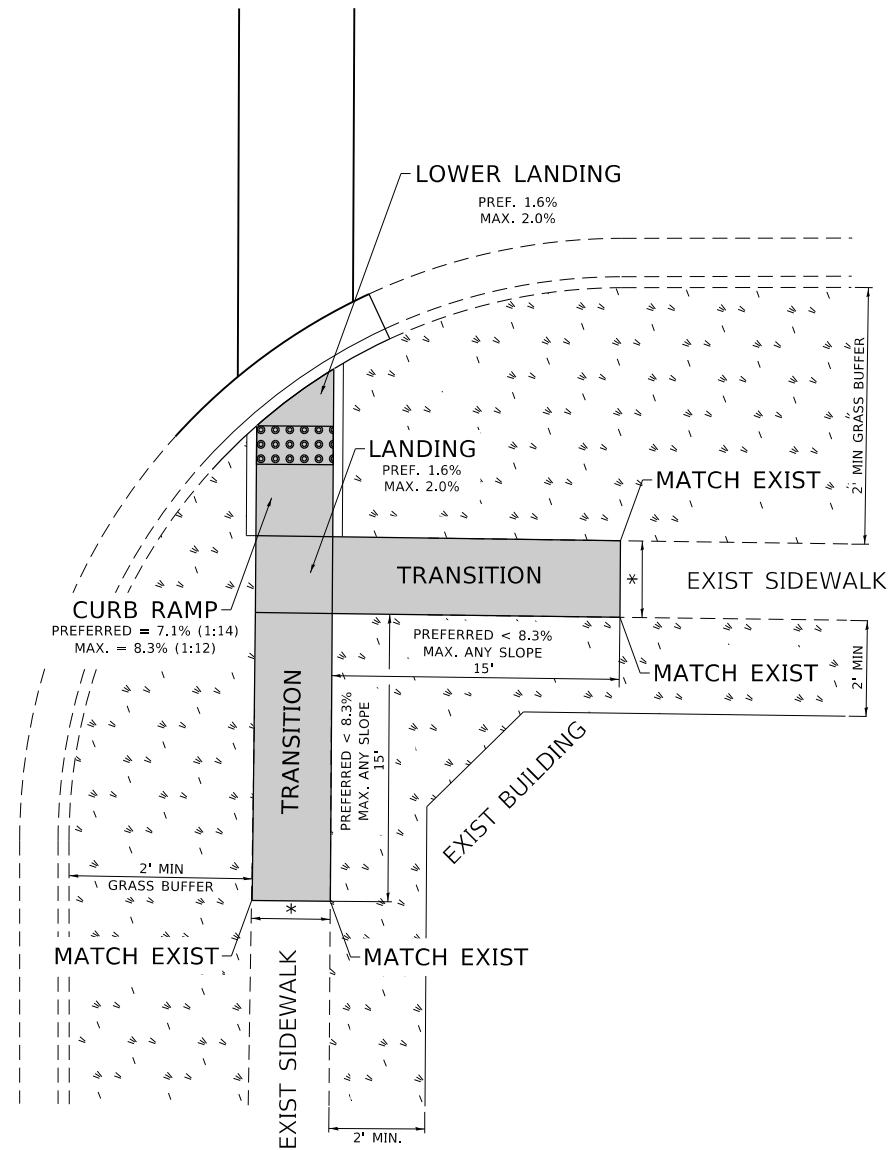 LOWER LANDING
PREF. 1.6%
MAX. 2.0%
2' MIN GRASS BUFFER
LANDING
PREF. 1.6%
MAX. 2.0%
MATCH EXIST
TRANSITION
*
EXIST SIDEWALK
CURB RAMP
PREFERRED = 7.1% (1:14)
MAX. = 8.3% (1:12)
PREFERRED < 8.3%
MAX. ANY SLOPE
15'
MATCH EXIST
2' MIN
TRANSITION
PREFERRED < 8.3%
MAX. ANY SLOPE
15'
EXIST BUILDING
2' MIN
GRASS BUFFER
*
MATCH EXIST
MATCH EXIST
EXIST SIDEWALK
2' MIN.